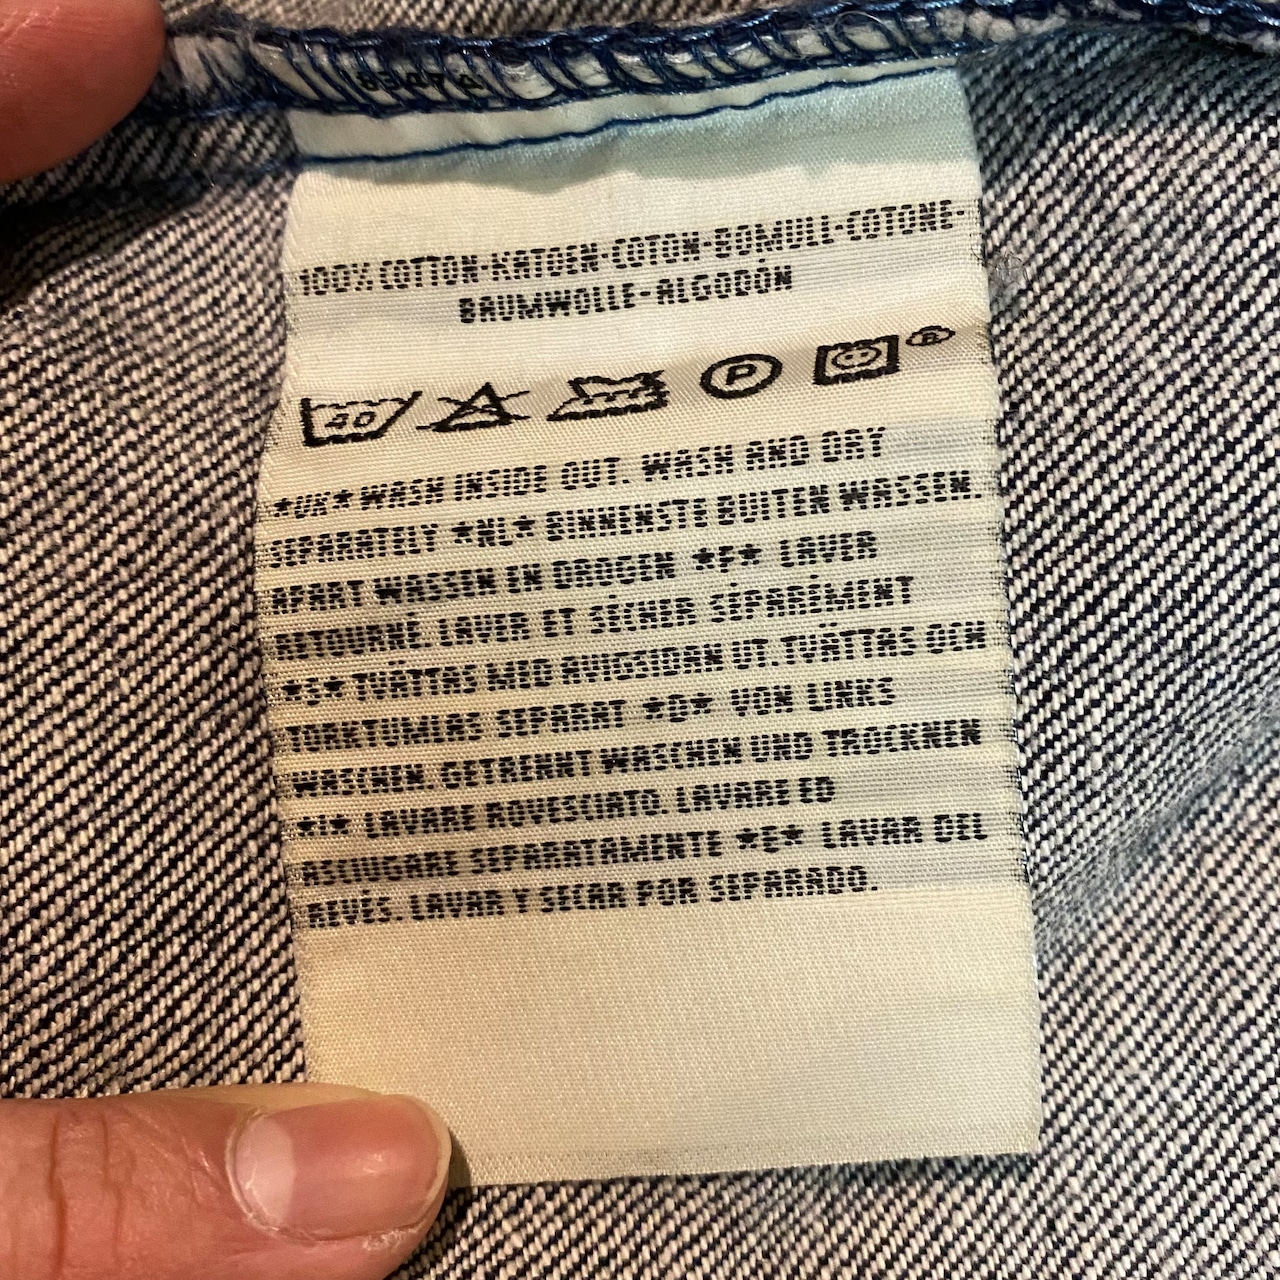 100% COTTON-KATOEN-COTON-BOMULL-COTONE-
BAUMWOLLE-ALGODÓN
40 P ®
*UK* WASH INSIDE OUT. WASH AND DRY
SEPARATELY *NL* BINNENSTE BUITEN WASSEN.
APART WASSEN EN DROGEN *F* LAVER
RETOURNÉ. LAVER ET SÉCHER SÉPARÉMENT
*S* TVÄTTAS MED AVIGSIDAN UT. TVÄTTAS OCH
TORKTUMLAS SEPARAT *D* VON LINKS
WASCHEN. GETRENNT WASCHEN UND TROCKNEN
*I* LAVARE ROVESCIATO. LAVARE ED
ASCIUGARE SEPARATAMENTE *E* LAVAR DEL
REVÉS. LAVAR Y SECAR POR SEPARADO.